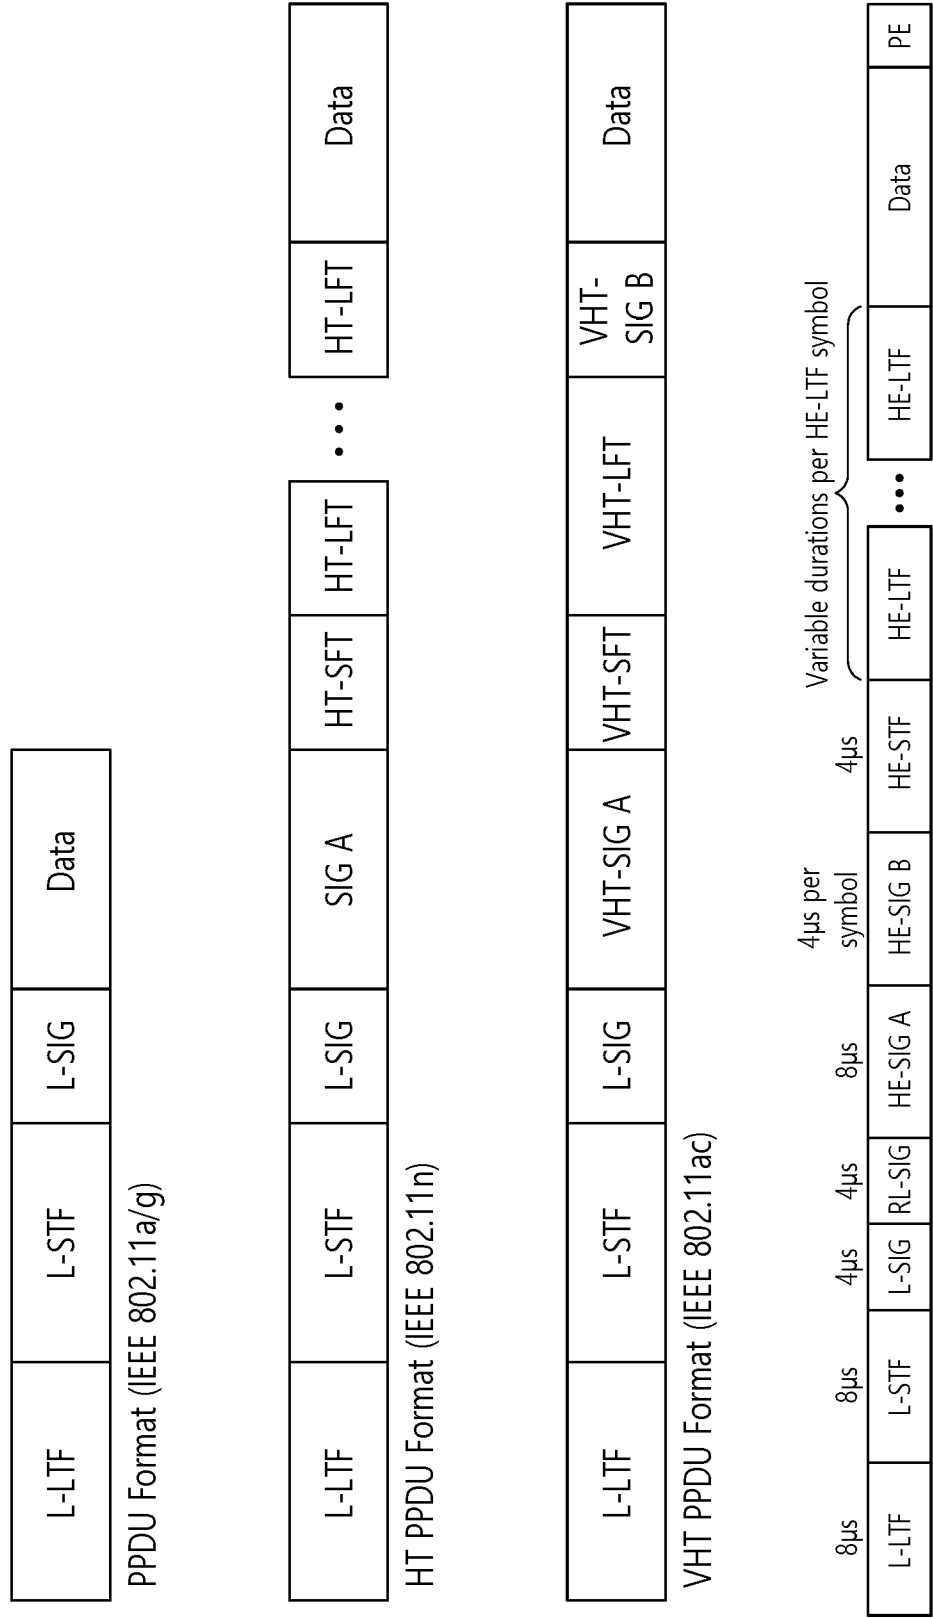 L-LTF
L-STF
L-SIG
Data
PPDU Format (IEEE 802.11a/g)
L-LTF
L-STF
L-SIG
SIG A
HT-SFT
HT-LFT
•••
HT-LFT
Data
HT PPDU Format (IEEE 802.11n)
L-LTF
L-STF
L-SIG
VHT-SIG A
VHT-SFT
VHT-LFT
VHT-
SIG B
Data
VHT PPDU Format (IEEE 802.11ac)
8µs
8µs
4µs
4µs
8µs
4µs per
symbol
4µs
Variable durations per HE-LTF symbol
L-LTF
L-STF
L-SIG
RL-SIG
HE-SIG A
HE-SIG B
HE-STF
HE-LTF
•••
HE-LTF
Data
PE